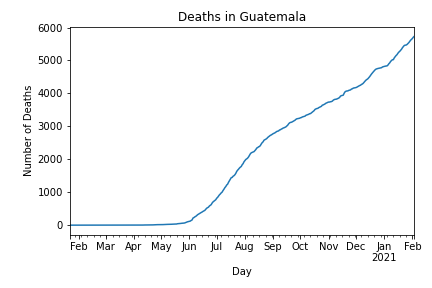 Deaths in Guatemala
Number of Deaths
6000
5000
4000
3000
2000
1000
0
Feb Mar Apr May Jun Jul Aug Sep Oct Nov Dec Jan Feb
2021
Day